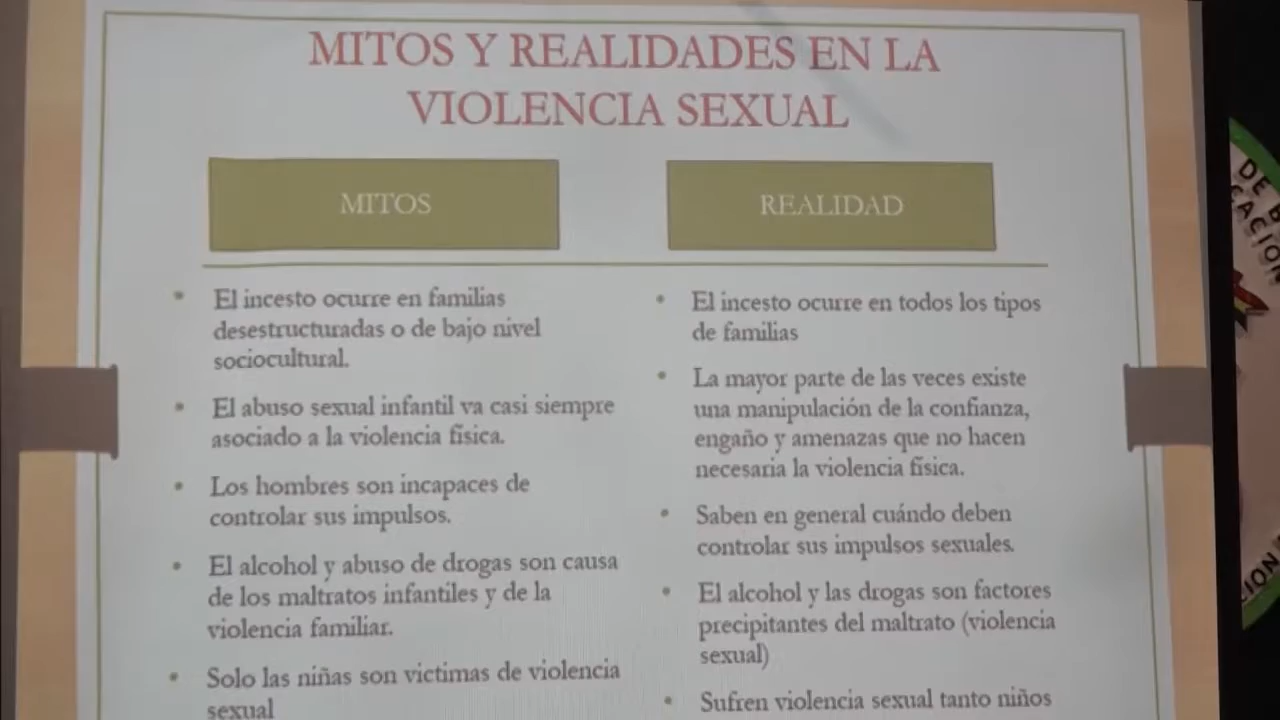 MITOS Y REALIDADES EN LA
VIOLENCIA SEXUAL
MITOS
El incesto ocurre en familias
desestructuradas o de bajo nivel
sociocultural.
El abuso sexual infantil va casi siempre
asociado a la violencia física.
Los hombres son incapaces de
controlar sus impulsos.
El alcohol y abuso de drogas son causa
de los maltratos infantiles y de la
violencia familiar.
Solo las niñas son victimas de violencia
sexual
REALIDAD
El incesto ocurre en todos los tipos
de familias
La mayor parte de las veces existe
una manipulación de la confianza,
engaño y amenazas que no hacen
necesaria la violencia física.
Saben en general cuándo deben
controlar sus impulsos sexuales.
El alcohol y las drogas son factores
precipitantes del maltrato (violencia
sexual)
Sufren violencia sexual tanto niños
DE